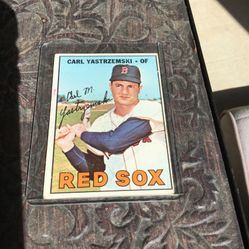 CARL YASTRZEMSKI • OF
B
Carl M.
Yastrzemski
RED SOX